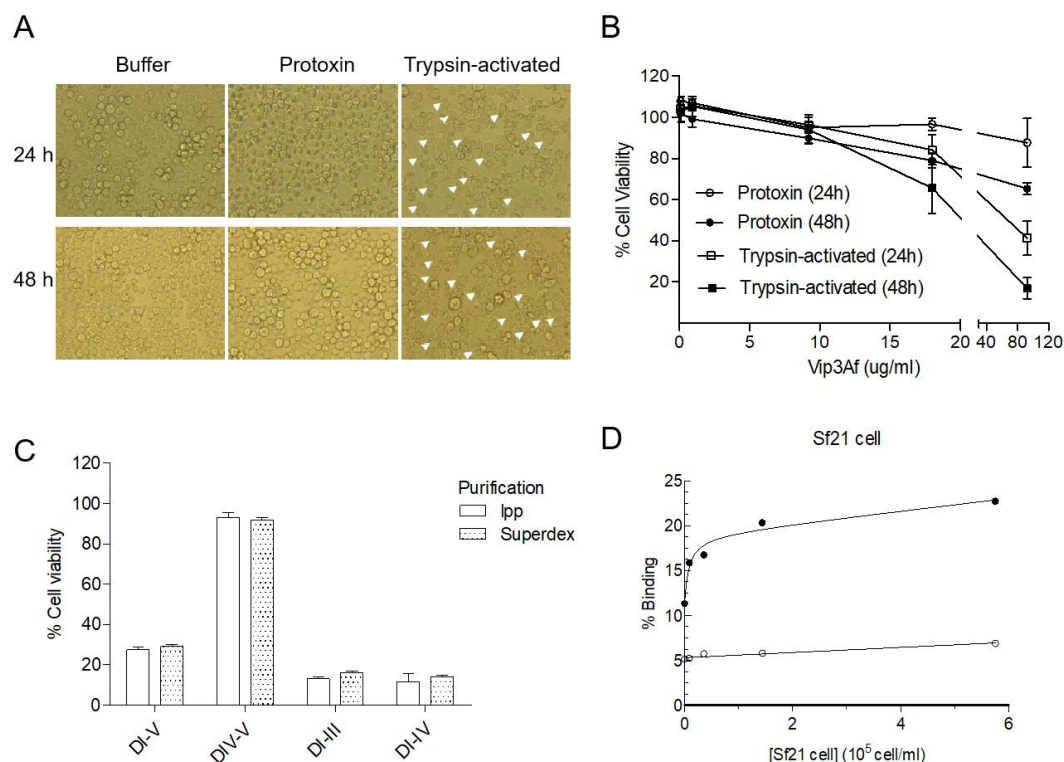 A
Buffer
Protoxin
Trypsin-activated
24 h
48 h
B
120
100
80
60
40
20
% Cell Viability
Protoxin (24h)
Protoxin (48h)
Trypsin-activated (24h)
Trypsin-activated (48h)
0 5 10 15 20 40 80 120
Vip3Af (ug/ml)
C
120
100
80
60
40
20
0
% Cell viability
Purification
Ipp
Superdex
DI-V
DIV-V
DI-III
DI-IV
D
Sf21 cell
25
20
15
10
5
0
% Binding
0 2 4 6
[Sf21 cell] (10⁵ cell/ml)